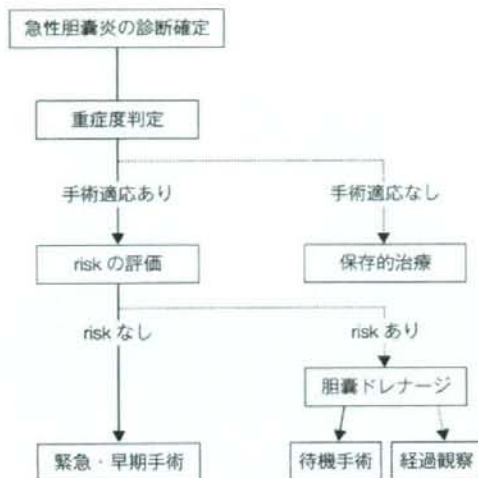 急性胆嚢炎の診断確定
重症度判定
手術適応あり
手術適応なし
risk の評価
保存的治療
risk なし
risk あり
胆嚢ドレナージ
緊急・早期手術
待機手術
経過観察